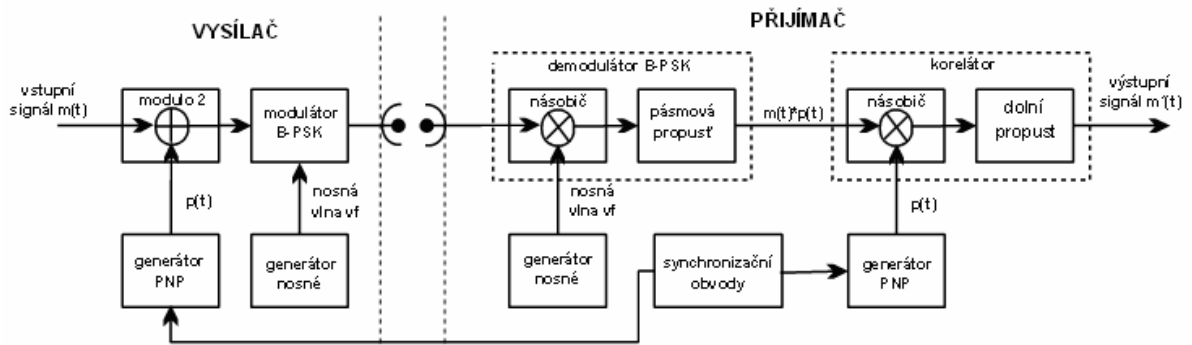 VYSÍLAČ
PŘIJÍMAČ
vstupní
signál m(t)
modulo 2
modulátor
B-PSK
p(t)
nosná
vlna vf
generátor
PNP
generátor
nosné
demodulátor B-PSK
násobič
pásmová
propusť
m(t)*p(t)
nosná
vlna vf
generátor
nosné
synchronizační
obvody
korelátor
násobič
dolní
propust
p(t)
generátor
PNP
výstupní
signál m'(t)